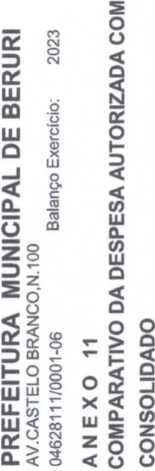 PREFEITURA MUNICIPAL DE BERURI
AV.CASTELO BRANCO,N.100
04628111/0001-06 Balanço Exercício: 2023
ANEXO 11
COMPARATIVO DA DESPESA AUTORIZADA COM
CONSOLIDADO